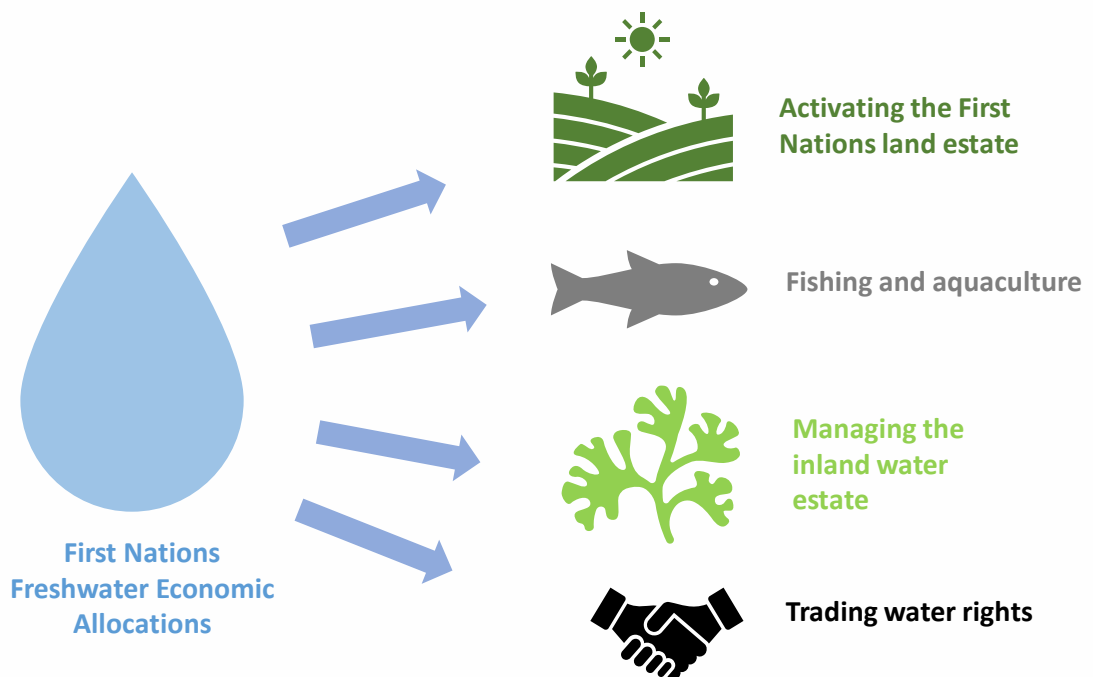 Activating the First
Nations land estate
Fishing and aquaculture
Managing the
inland water
estate
First Nations
Freshwater Economic
Allocations
Trading water rights